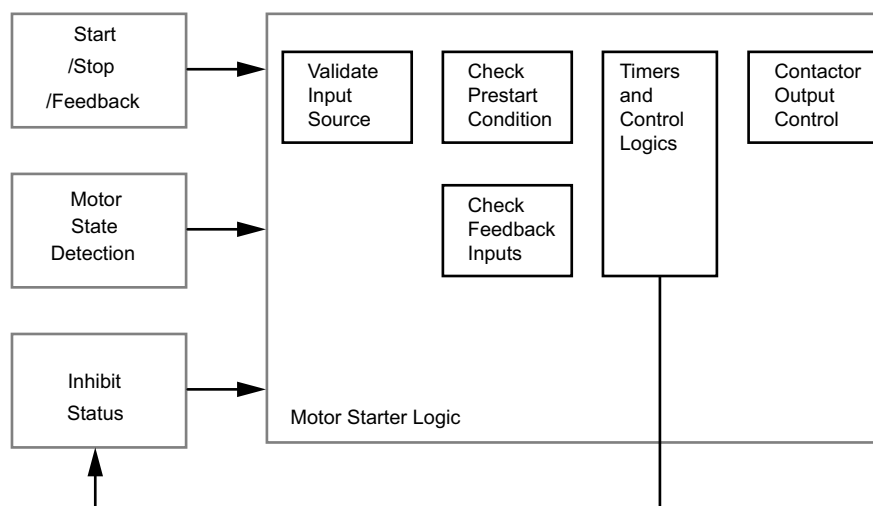 Start
/Stop
/Feedback
Motor
State
Detection
Inhibit
Status
Validate
Input
Source
Check
Prestart
Condition
Check
Feedback
Inputs
Timers
and
Control
Logics
Contactor
Output
Control
Motor Starter Logic